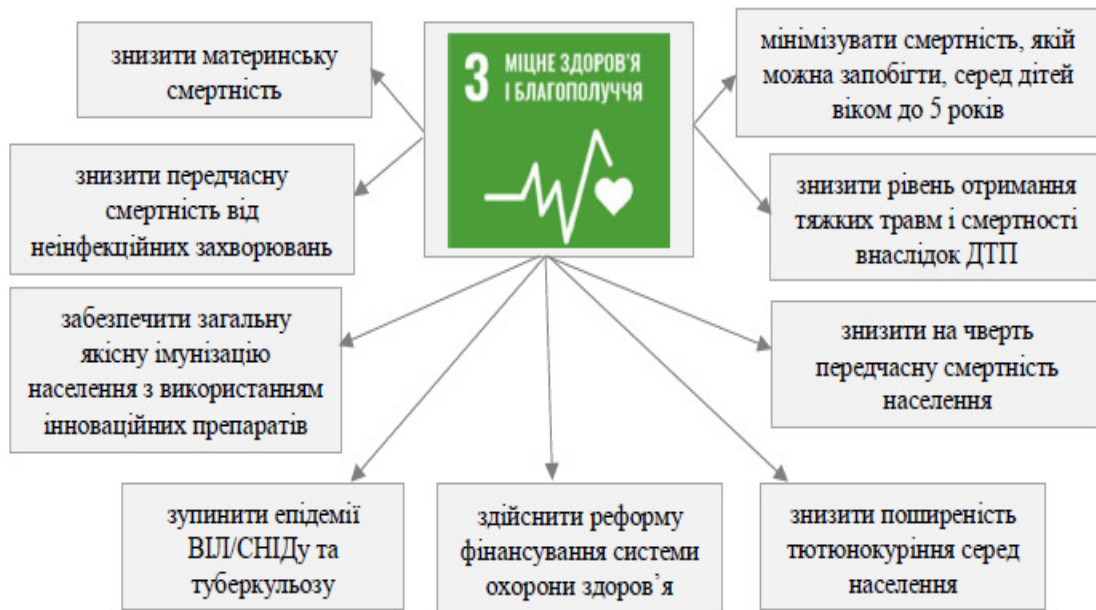 знизити материнську
смертність
3 МІЦНЕ ЗДОРОВ'Я
І БЛАГОПОЛУЧЧЯ
мінімізувати смертність, якій
можна запобігти, серед дітей
віком до 5 років
знизити передчасну
смертність від
неінфекційних захворювань
знизити рівень отримання
тяжких травм і смертності
внаслідок ДТП
забезпечити загальну
якісну імунізацію
населення з використанням
інноваційних препаратів
знизити на чверть
передчасну смертність
населення
зупинити епідемії
ВІЛ/СНІДу та
туберкульозу
здійснити реформу
фінансування системи
охорони здоров’я
знизити поширеність
тютюнокуріння серед
населення